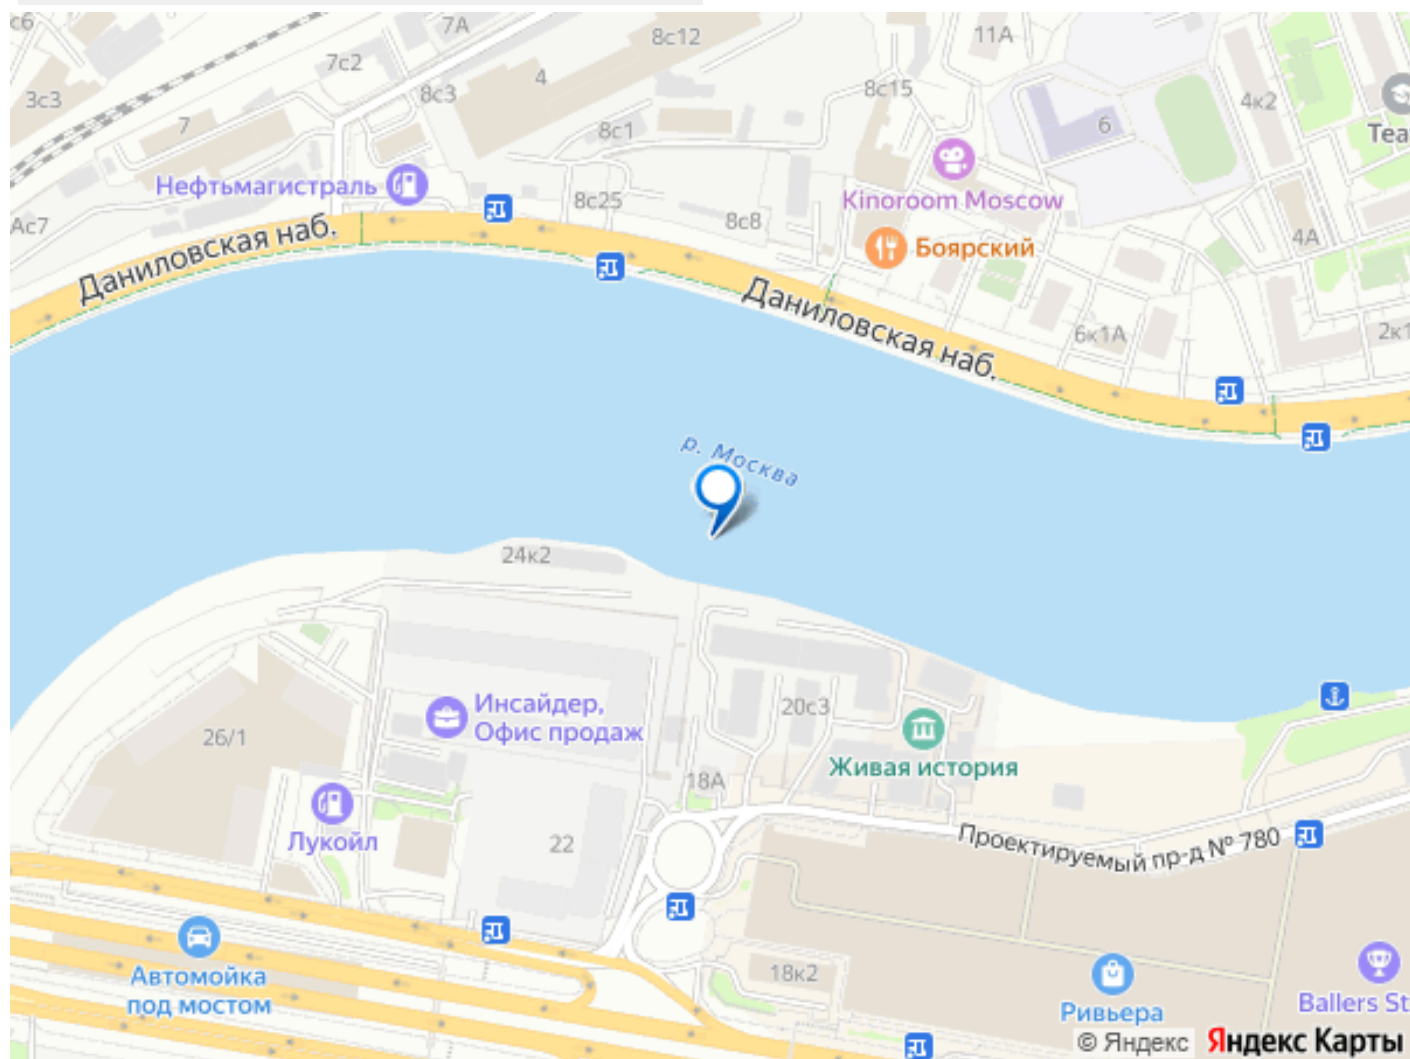 с6
7А
8с12
11А
7с2
3с3
8с3
4
8с15
4к2
7
8с1
6
Теа
Нефтьмагистраль
8с25
8с8
Kinoroom Moscow
Ас7
Даниловская наб.
Боярский
4А
Даниловская наб.
6к1А
2к1
р. Москва
24к2
Инсайдер,
Офис продаж
20с3
26/1
Живая история
18А
Лукойл
22
Проектируемый пр-д № 780
Автомойка
под мостом
18к2
Ривьера
Ballers St
© Яндекс Яндекс Карты